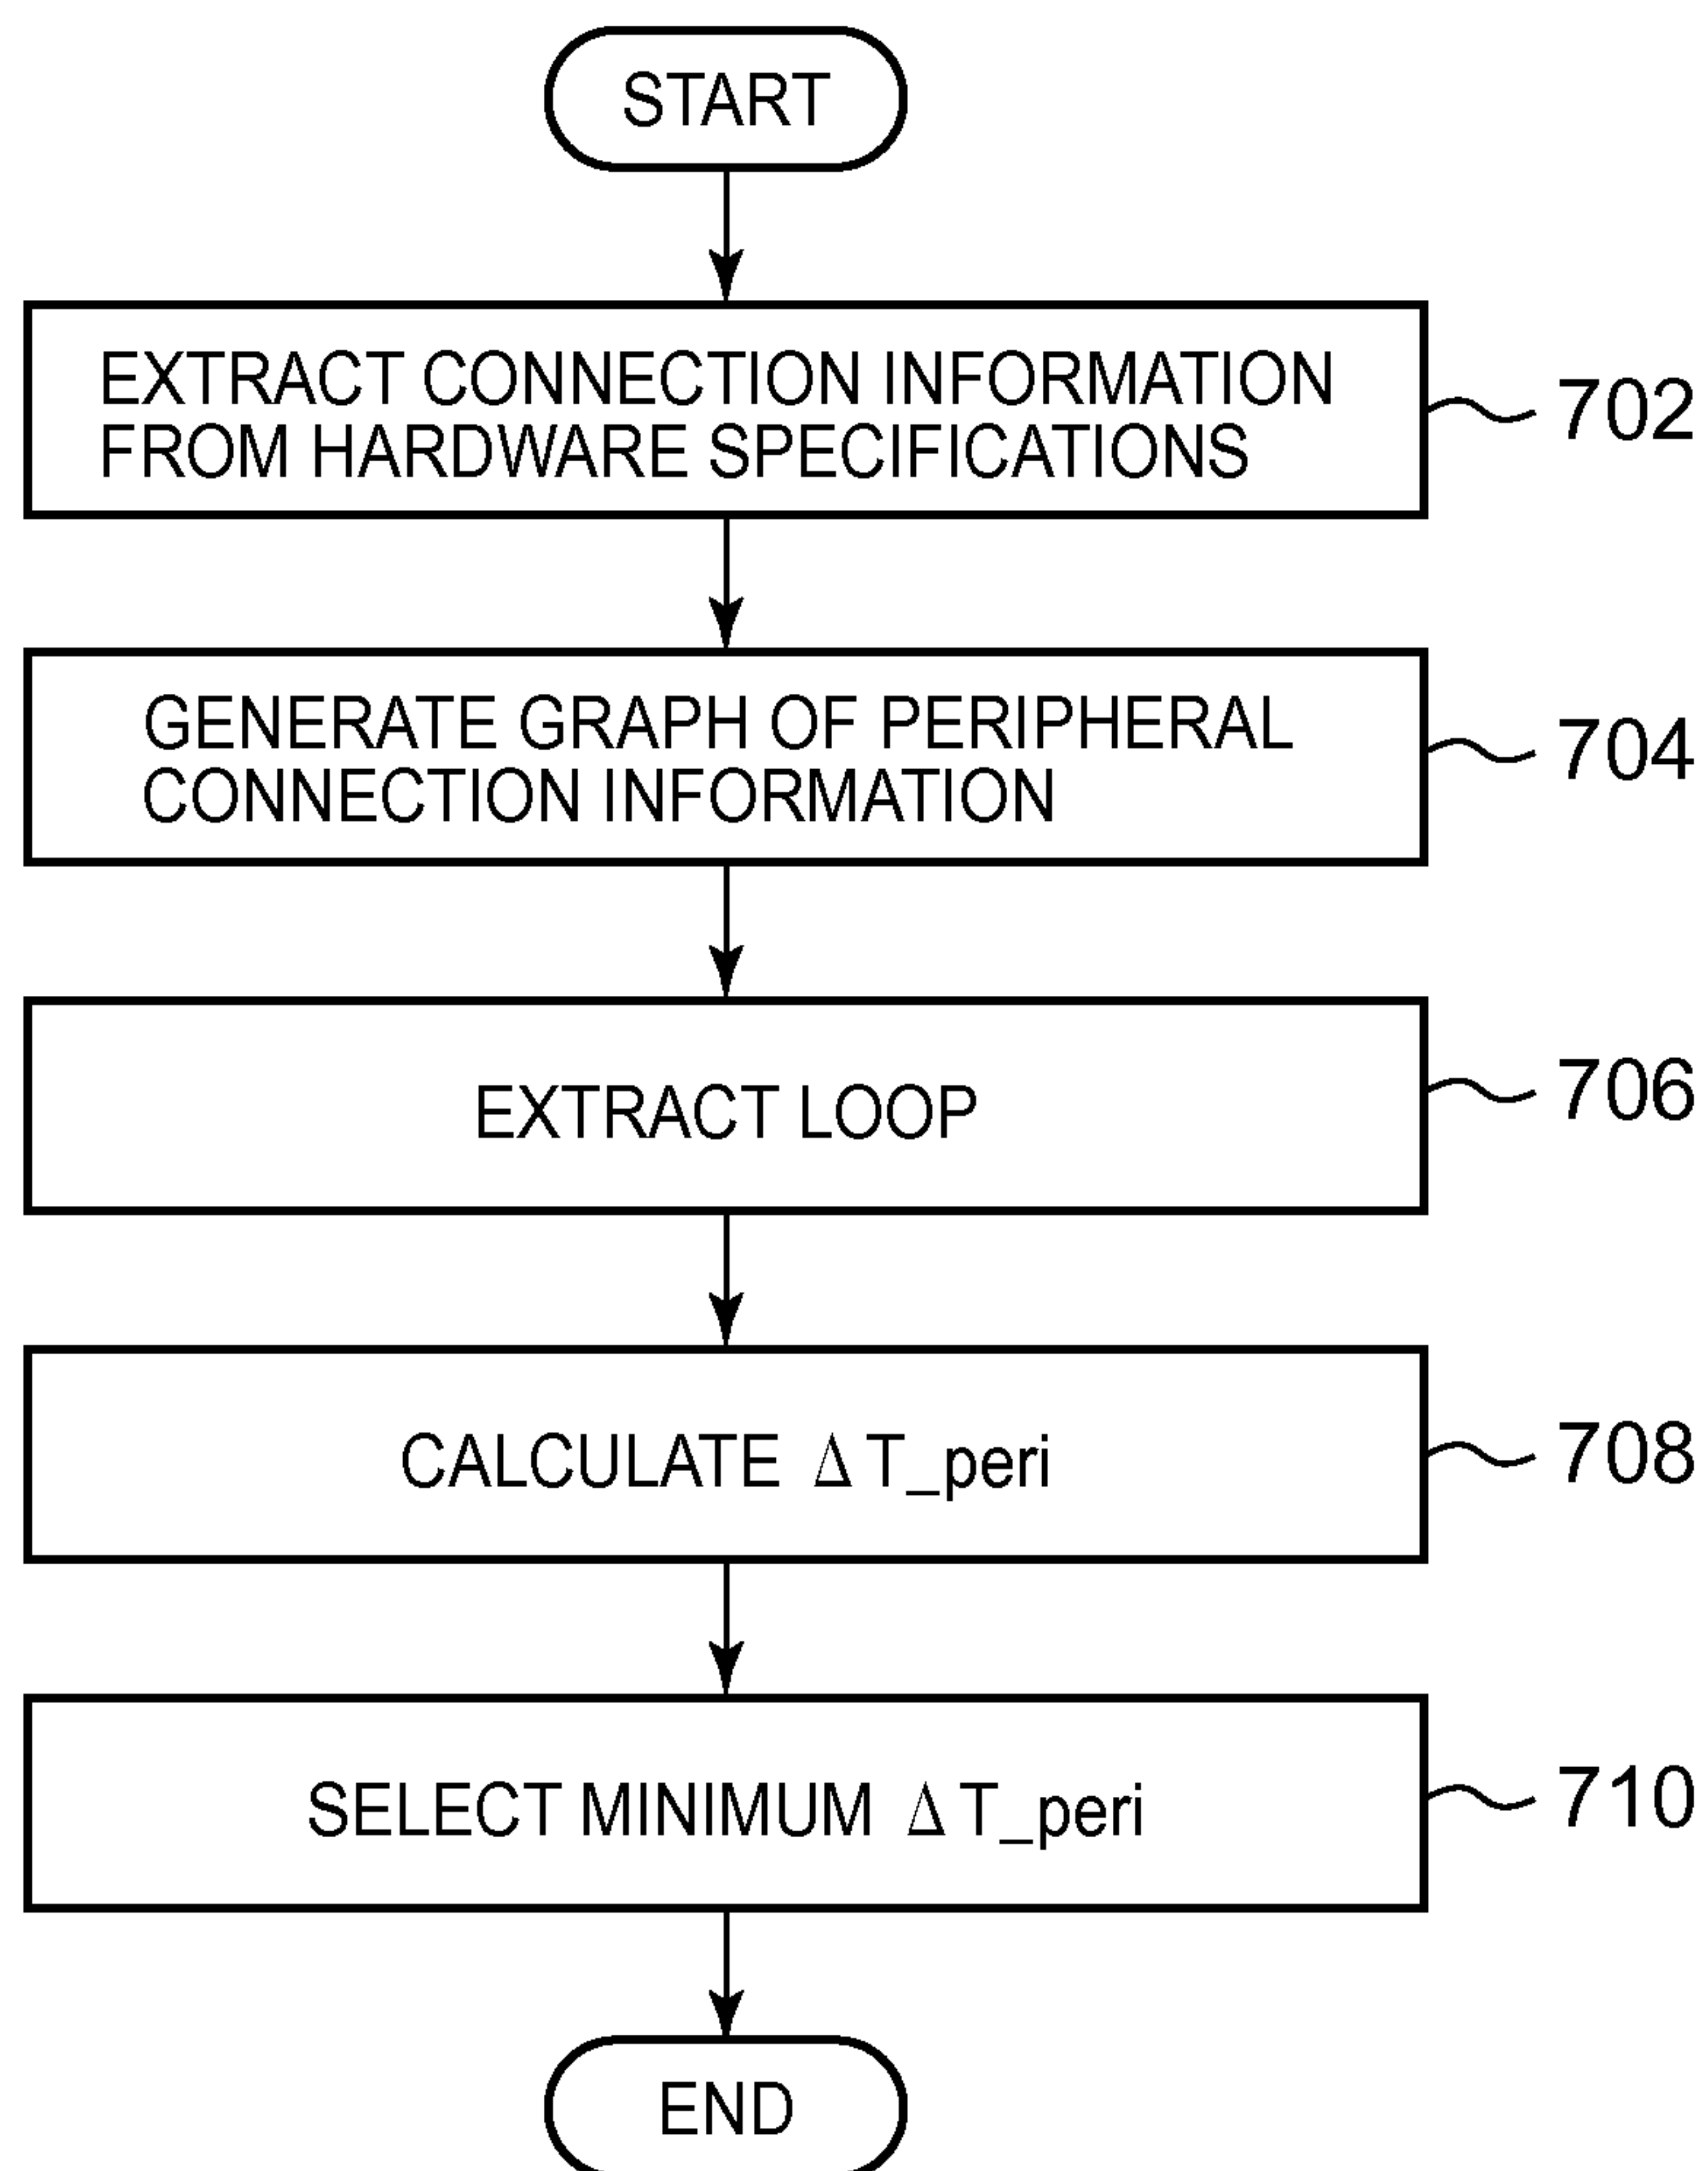 START
EXTRACT CONNECTION INFORMATION
FROM HARDWARE SPECIFICATIONS
702
GENERATE GRAPH OF PERIPHERAL
CONNECTION INFORMATION
704
EXTRACT LOOP
706
CALCULATE ΔT_peri
708
SELECT MINIMUM ΔT_peri
710
END